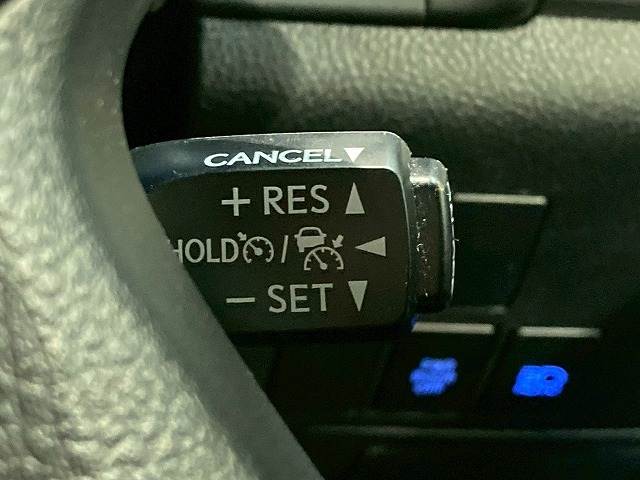 CANCEL▼
+ RES ▲
HOLD / ◄
− SET ▼